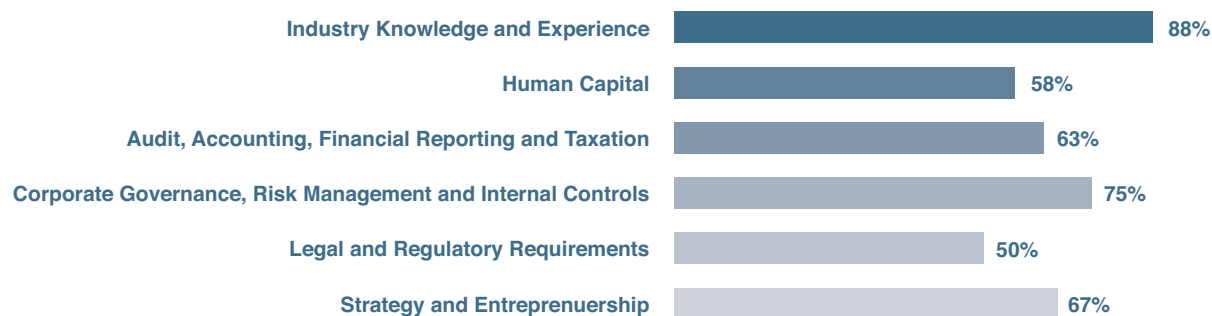 Industry Knowledge and Experience 88%
Human Capital 58%
Audit, Accounting, Financial Reporting and Taxation 63%
Corporate Governance, Risk Management and Internal Controls 75%
Legal and Regulatory Requirements 50%
Strategy and Entreprenuership 67%